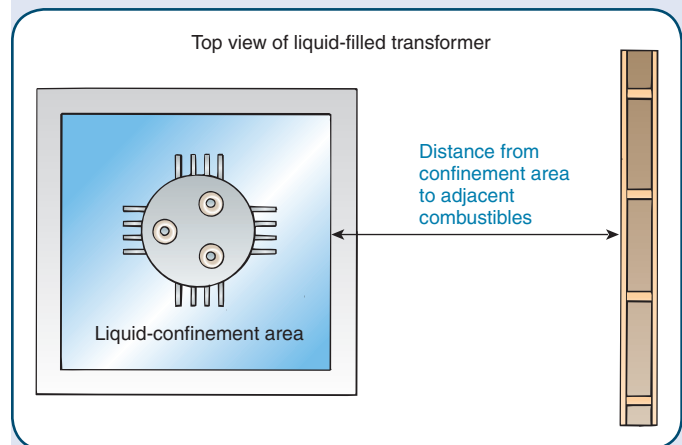 Top view of liquid-filled transformer
Distance from
confinement area
to adjacent
combustibles
Liquid-confinement area